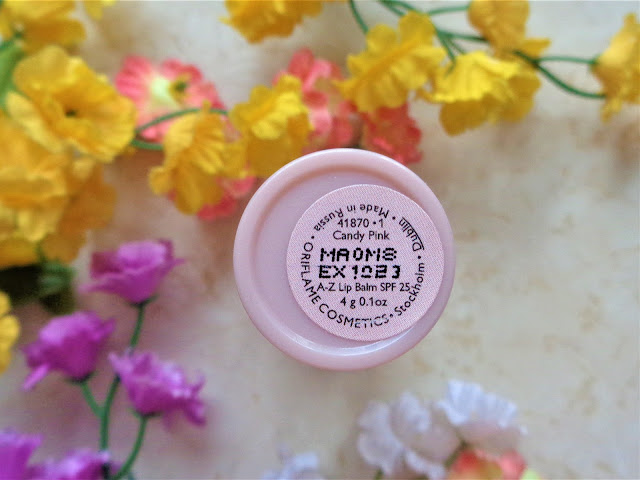 ORIFLAME COSMETICS • Stockholm • Dublin • Made in Russia •
41870 • 1
Candy Pink
MA0M8
EX1023
A-Z Lip Balm SPF 25
4 g 0.1oz